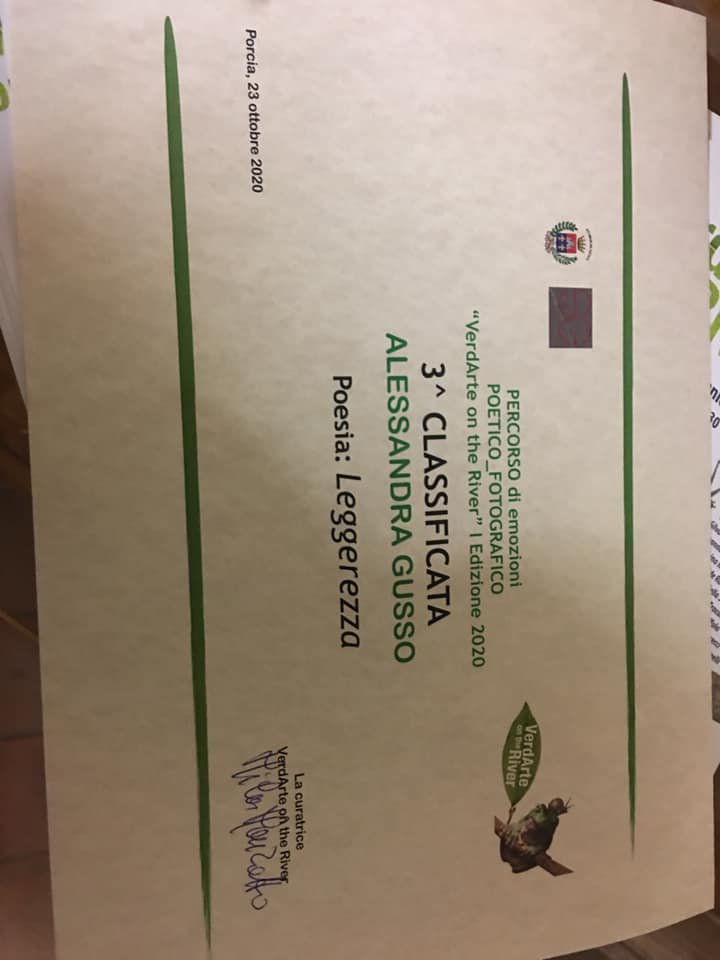 PERCORSO di emozioni
POETICO_FOTOGRAFICO
"VerdArte on the River" I Edizione 2020
VerdArte
on the
River
3^ CLASSIFICATA
ALESSANDRA GUSSO
Poesia: Leggerezza
La curatrice
VerdArte on the River
Porcia, 23 ottobre 2020